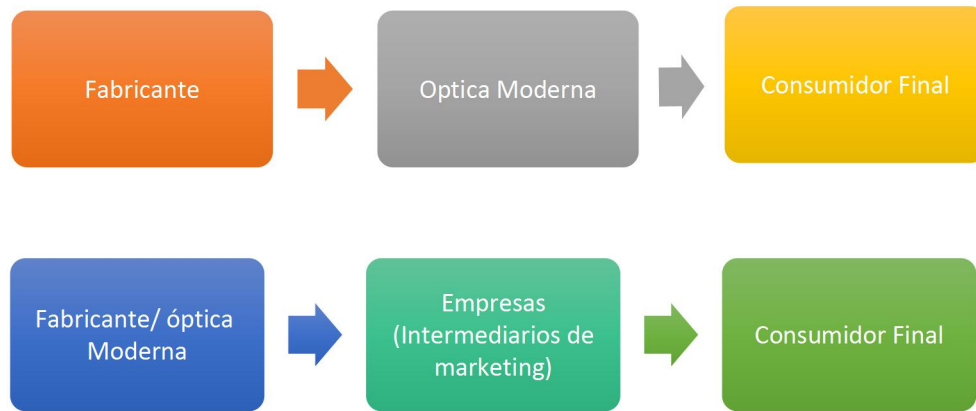 Fabricante
Optica Moderna
Consumidor Final
Fabricante/ óptica
Moderna
Empresas
(Intermediarios de
marketing)
Consumidor Final